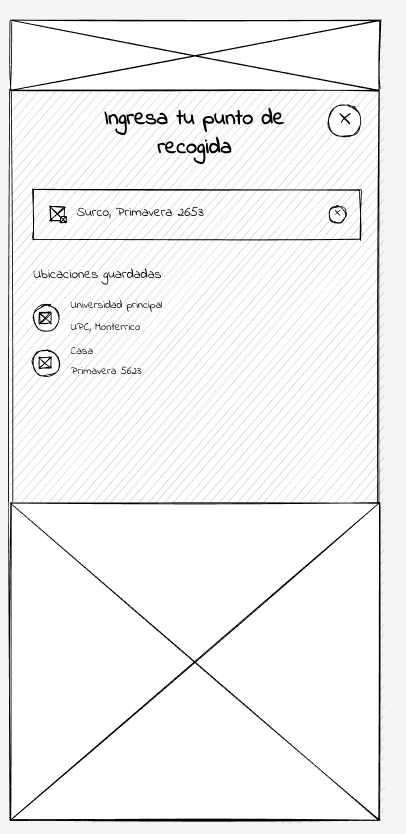 Ingresa tu punto de
recogida
Surco, Primavera 2653
Ubicaciones guardadas
Universidad principal
UPC, Monterrico
Casa
Primavera 5623